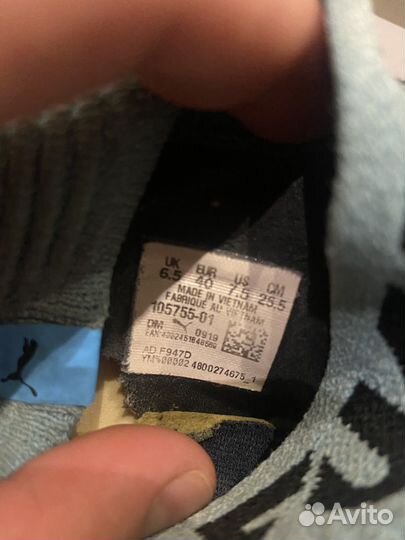 UK EUR US CM
6.5 40 7.5 25.5
MADE IN VIETNAM
FABRIQUE AU VIETNAM
105755-01
DM 0919
AD F947D
4800274675_1
Avito